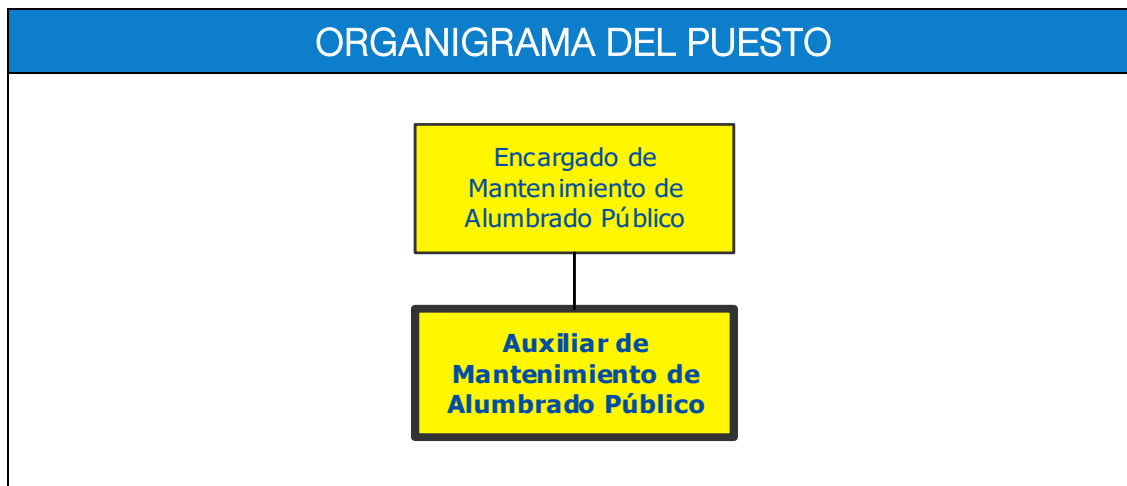 ORGANIGRAMA DEL PUESTO
Encargado de
Mantenimiento de
Alumbrado Público
Auxiliar de
Mantenimiento de
Alumbrado Público